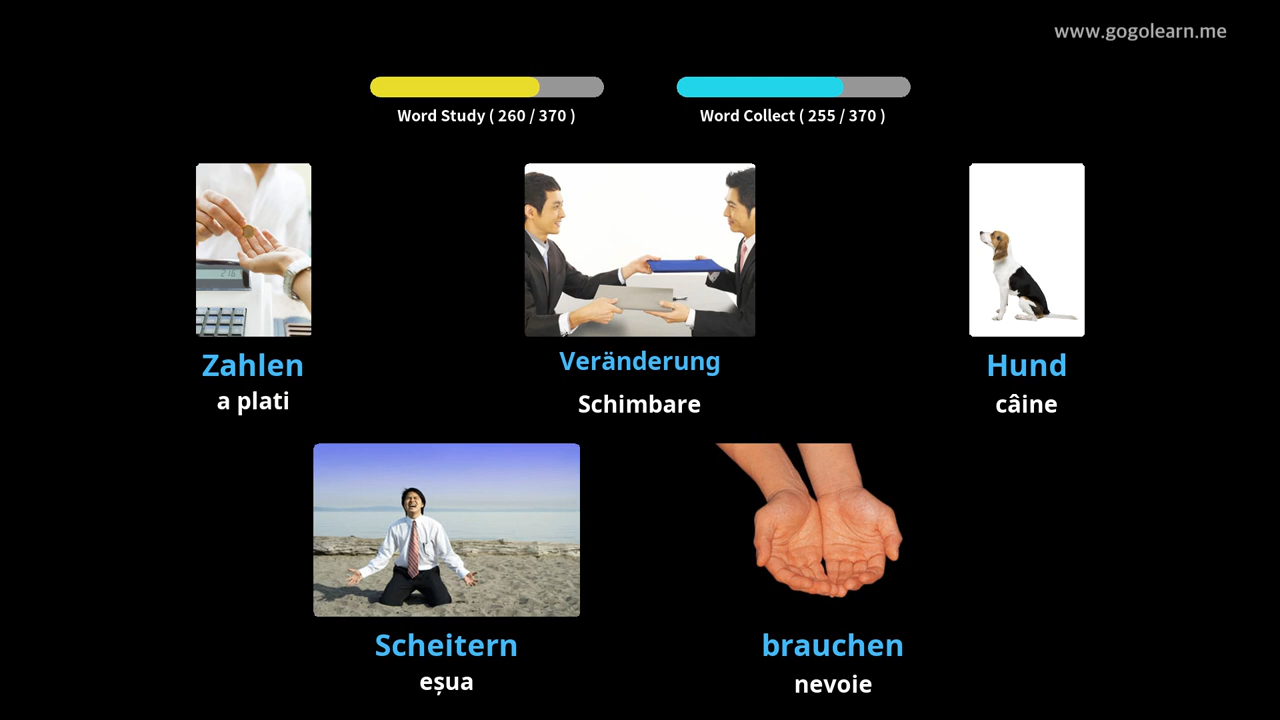 www.gogolearn.me
Word Study ( 260 / 370 )
Word Collect ( 255 / 370 )
Zahlen
a plati
Veränderung
Schimbare
Hund
câine
Scheitern
eșua
brauchen
nevoie